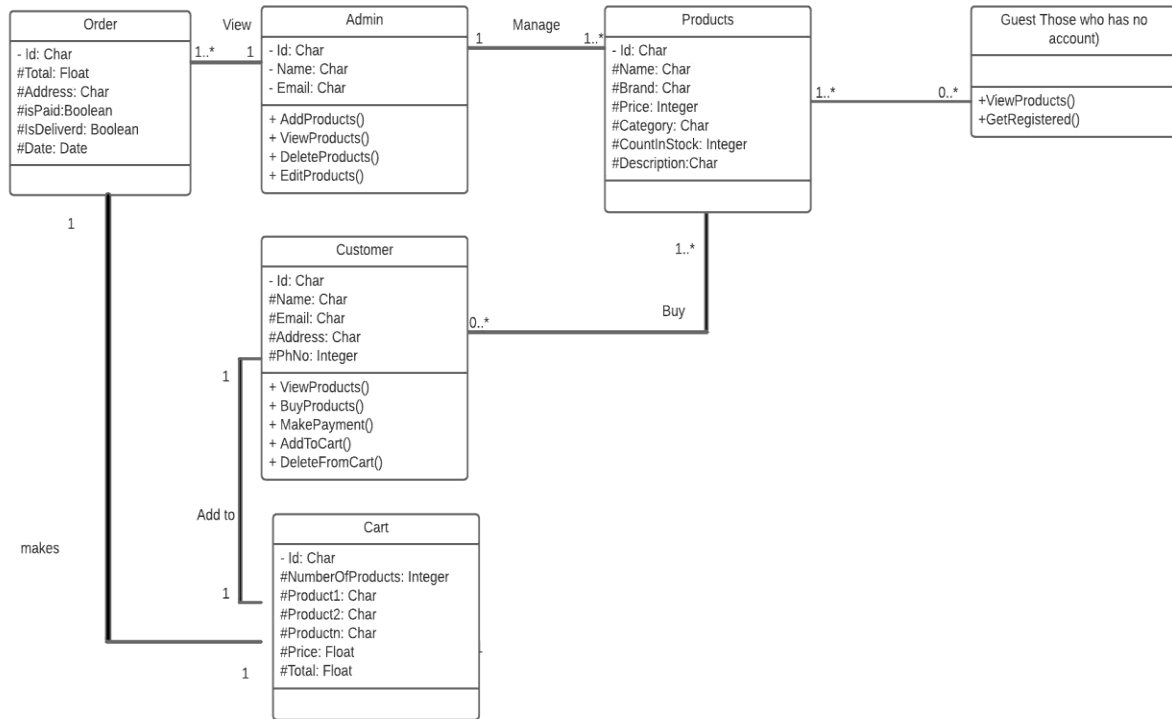 Order
- Id: Char
#Total: Float
#Address: Char
#isPaid:Boolean
#IsDeliverd: Boolean
#Date: Date
View
1..*
1
Admin
- Id: Char
- Name: Char
- Email: Char
+ AddProducts()
+ ViewProducts()
+ DeleteProducts()
+ EditProducts()
Manage
1
1..*
Products
- Id: Char
#Name: Char
#Brand: Char
#Price: Integer
#Category: Char
#CountInStock: Integer
#Description:Char
1..*
0..*
Guest Those who has no
account)
+ViewProducts()
+GetRegistered()
1
1..*
Buy
0..*
Customer
- Id: Char
#Name: Char
#Email: Char
#Address: Char
#PhNo: Integer
+ ViewProducts()
+ BuyProducts()
+ MakePayment()
+ AddToCart()
+ DeleteFromCart()
1
Add to
1
makes
1
Cart
- Id: Char
#NumberOfProducts: Integer
#Product1: Char
#Product2: Char
#Productn: Char
#Price: Float
#Total: Float